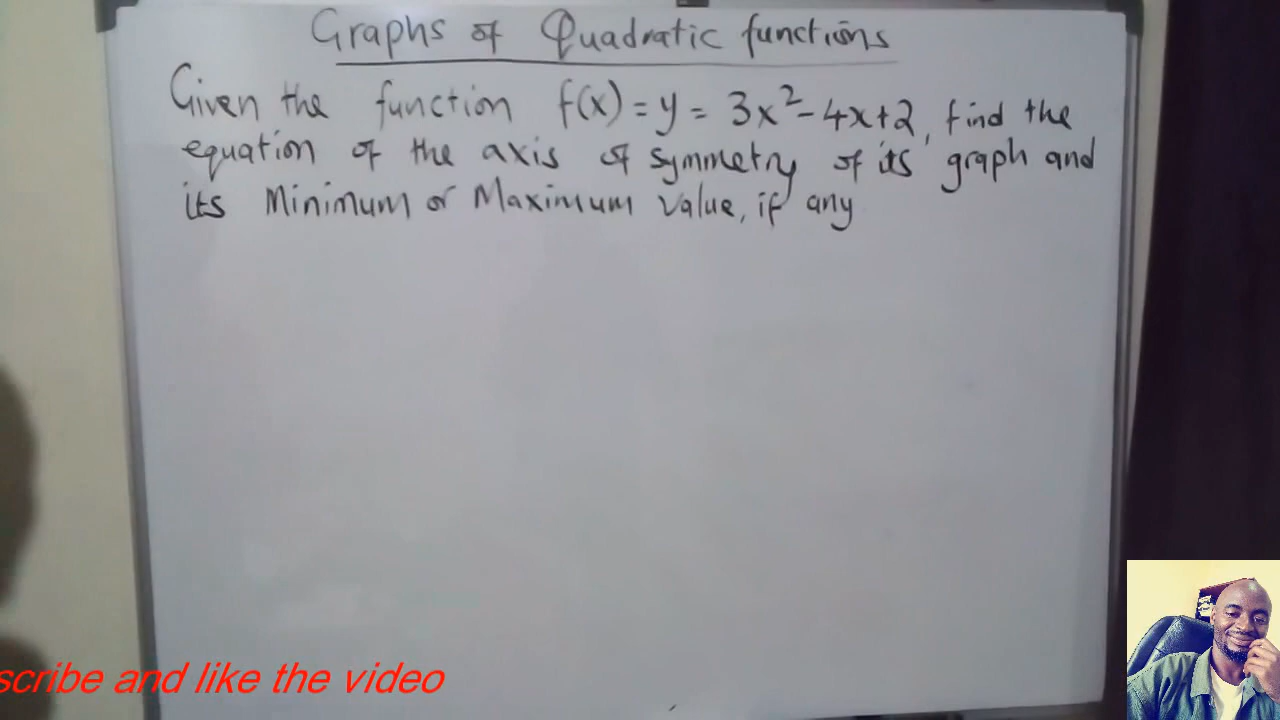 Graphs of Quadratic functions
Given the function f(x) = y = 3x²- 4x+2, find the
equation of the axis of symmetry of its graph and
its Minimum or Maximum value, if any
scribe and like the video